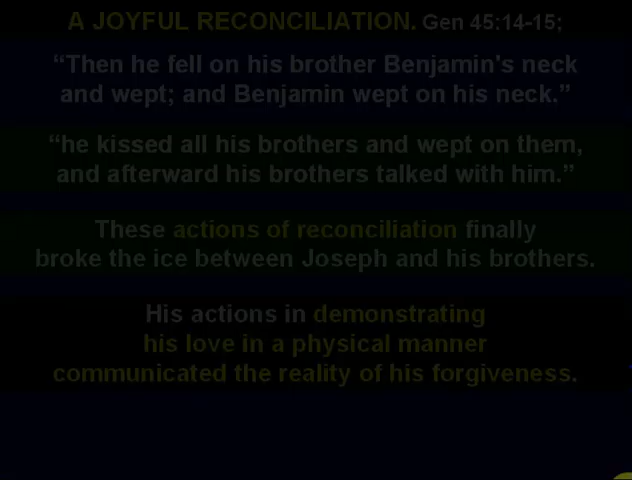 A JOYFUL RECONCILIATION. Gen 45:14-15;
“Then he fell on his brother Benjamin's neck
and wept; and Benjamin wept on his neck.”
“he kissed all his brothers and wept on them,
and afterward his brothers talked with him.”
These actions of reconciliation finally
broke the ice between Joseph and his brothers.
His actions in demonstrating
his love in a physical manner
communicated the reality of his forgiveness.